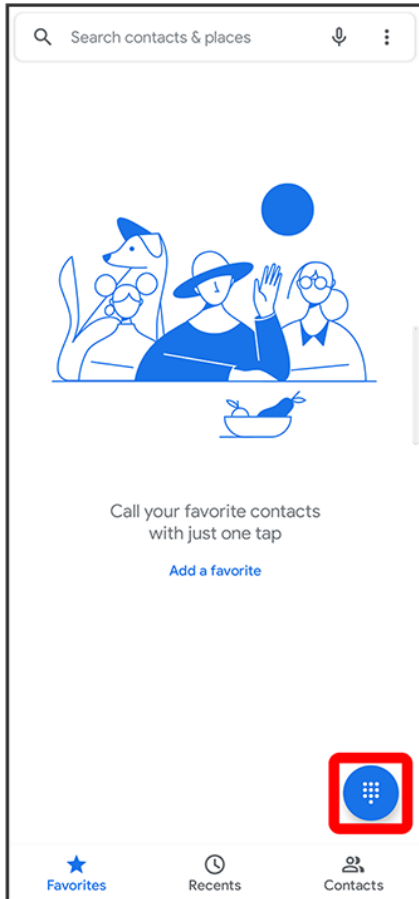 Search contacts & places
Call your favorite contacts
with just one tap
Add a favorite
Favorites
Recents
Contacts